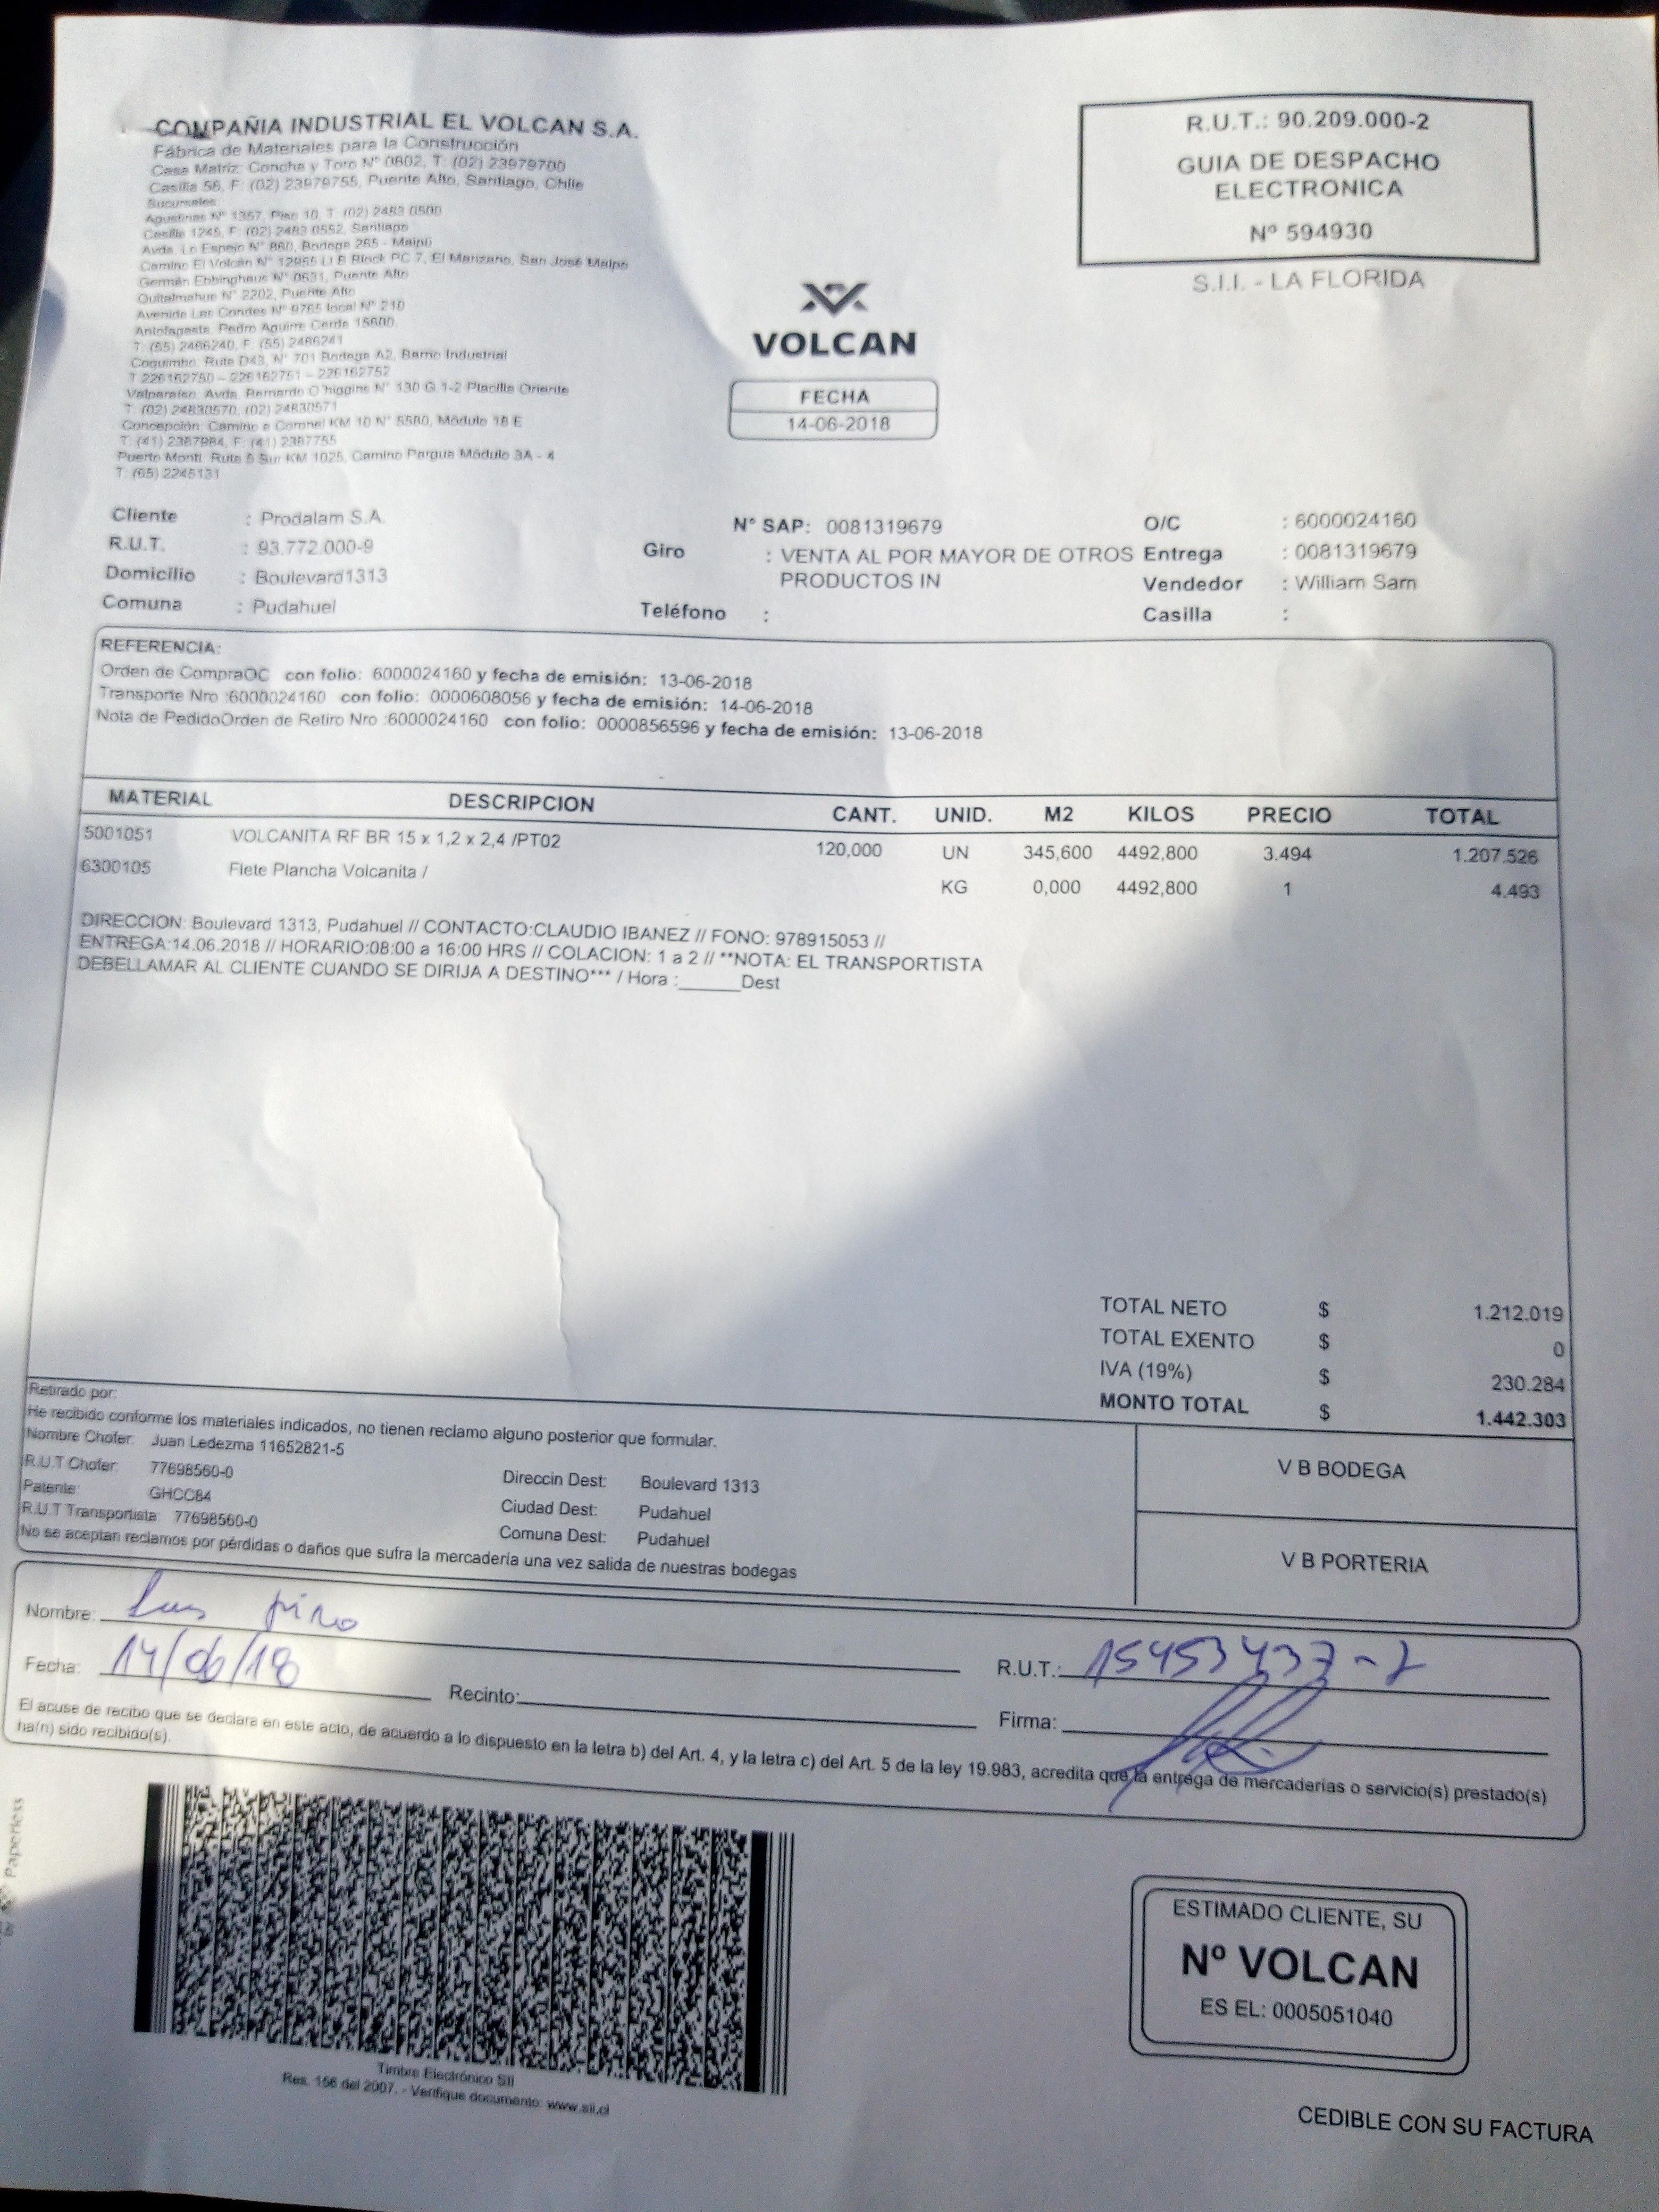 COMPAÑIA INDUSTRIAL EL VOLCAN S.A.
Fábrica de Materiales para la Construcción
Casa Matriz: Concha y Toro N° 0602, T: (02) 23979700
Casilla 56, F: (02) 23979755, Puente Alto, Santiago, Chile
Sucursales:
Agustinas N° 1357, Piso 10, T: (02) 2483 0500
Casilla 1245, F: (02) 2483 0552, Santiago
Avda. Lo Espejo N° 860, Bodega 265 - Maipú
Camino El Volcán N° 12955 Lt B Block PC 7, El Manzano, San José Maipo
Germán Ebbinghaus N° 0631, Puente Alto
Quitalmahue N° 2202, Puente Alto
Avenida Las Condes N° 9765 local N° 210
Antofagasta: Pedro Aguirre Cerda 15600.
T: (55) 2466240, F: (55) 2466241
Coquimbo: Ruta D43, N° 701 Bodega A2, Barrio Industrial
T 226162750 – 226162751 – 226162752
Valparaíso: Avda. Bernardo O'higgins N° 130 G.1-2 Placilla Oriente
T: (02) 24830570, (02) 24830571
Concepción: Camino a Coronel KM 10 N° 5580, Módulo 18 E
T: (41) 2387984, F: (41) 2387755
Puerto Montt: Ruta 5 Sur KM 1025, Camino Pargua Módulo 3A - 4
T: (65) 2245131
R.U.T.: 90.209.000-2
GUIA DE DESPACHO
ELECTRONICA
Nº 594930
S.I.I. - LA FLORIDA
VOLCAN
FECHA
14-06-2018
Cliente : Prodalam S.A. N° SAP: 0081319679 O/C : 6000024160
R.U.T. : 93.772.000-9 Giro : VENTA AL POR MAYOR DE OTROS Entrega : 0081319679
Domicilio : Boulevard1313 PRODUCTOS IN Vendedor : William Sam
Comuna : Pudahuel Teléfono : Casilla :
REFERENCIA:
Orden de CompraOC con folio: 6000024160 y fecha de emisión: 13-06-2018
Transporte Nro :6000024160 con folio: 0000608056 y fecha de emisión: 14-06-2018
Nota de PedidoOrden de Retiro Nro :6000024160 con folio: 0000856596 y fecha de emisión: 13-06-2018
MATERIAL DESCRIPCION CANT. UNID. M2 KILOS PRECIO TOTAL
5001051 VOLCANITA RF BR 15 x 1,2 x 2,4 /PT02 120,000 UN 345,600 4492,800 3.494 1.207.526
6300105 Flete Plancha Volcanita / KG 0,000 4492,800 1 4.493
DIRECCION: Boulevard 1313, Pudahuel // CONTACTO:CLAUDIO IBANEZ // FONO: 978915053 //
ENTREGA:14.06.2018 // HORARIO:08:00 a 16:00 HRS // COLACION: 1 a 2 // **NOTA: EL TRANSPORTISTA
DEBELLAMAR AL CLIENTE CUANDO SE DIRIJA A DESTINO*** / Hora :______Dest
TOTAL NETO $ 1.212.019
TOTAL EXENTO $ 0
IVA (19%) $ 230.284
MONTO TOTAL $ 1.442.303
Retirado por:
He recibido conforme los materiales indicados, no tienen reclamo alguno posterior que formular.
Nombre Chofer: Juan Ledezma 11652821-5
R.U.T Chofer: 77698560-0 Direccin Dest: Boulevard 1313
Patente: GHCC84 Ciudad Dest: Pudahuel
R.U.T Transportista: 77698560-0 Comuna Dest: Pudahuel
No se aceptan reclamos por pérdidas o daños que sufra la mercadería una vez salida de nuestras bodegas
V B BODEGA
V B PORTERIA
Nombre: Luis Pino
Fecha: 14/06/18 Recinto: R.U.T.: 15453437-7
Firma:
El acuse de recibo que se declara en este acto, de acuerdo a lo dispuesto en la letra b) del Art. 4, y la letra c) del Art. 5 de la ley 19.983, acredita que la entrega de mercaderías o servicio(s) prestado(s)
ha(n) sido recibido(s).
Paperless
Timbre Electrónico SII
Res. 156 del 2007. - Verifique documento: www.sii.cl
ESTIMADO CLIENTE, SU
Nº VOLCAN
ES EL: 0005051040
CEDIBLE CON SU FACTURA